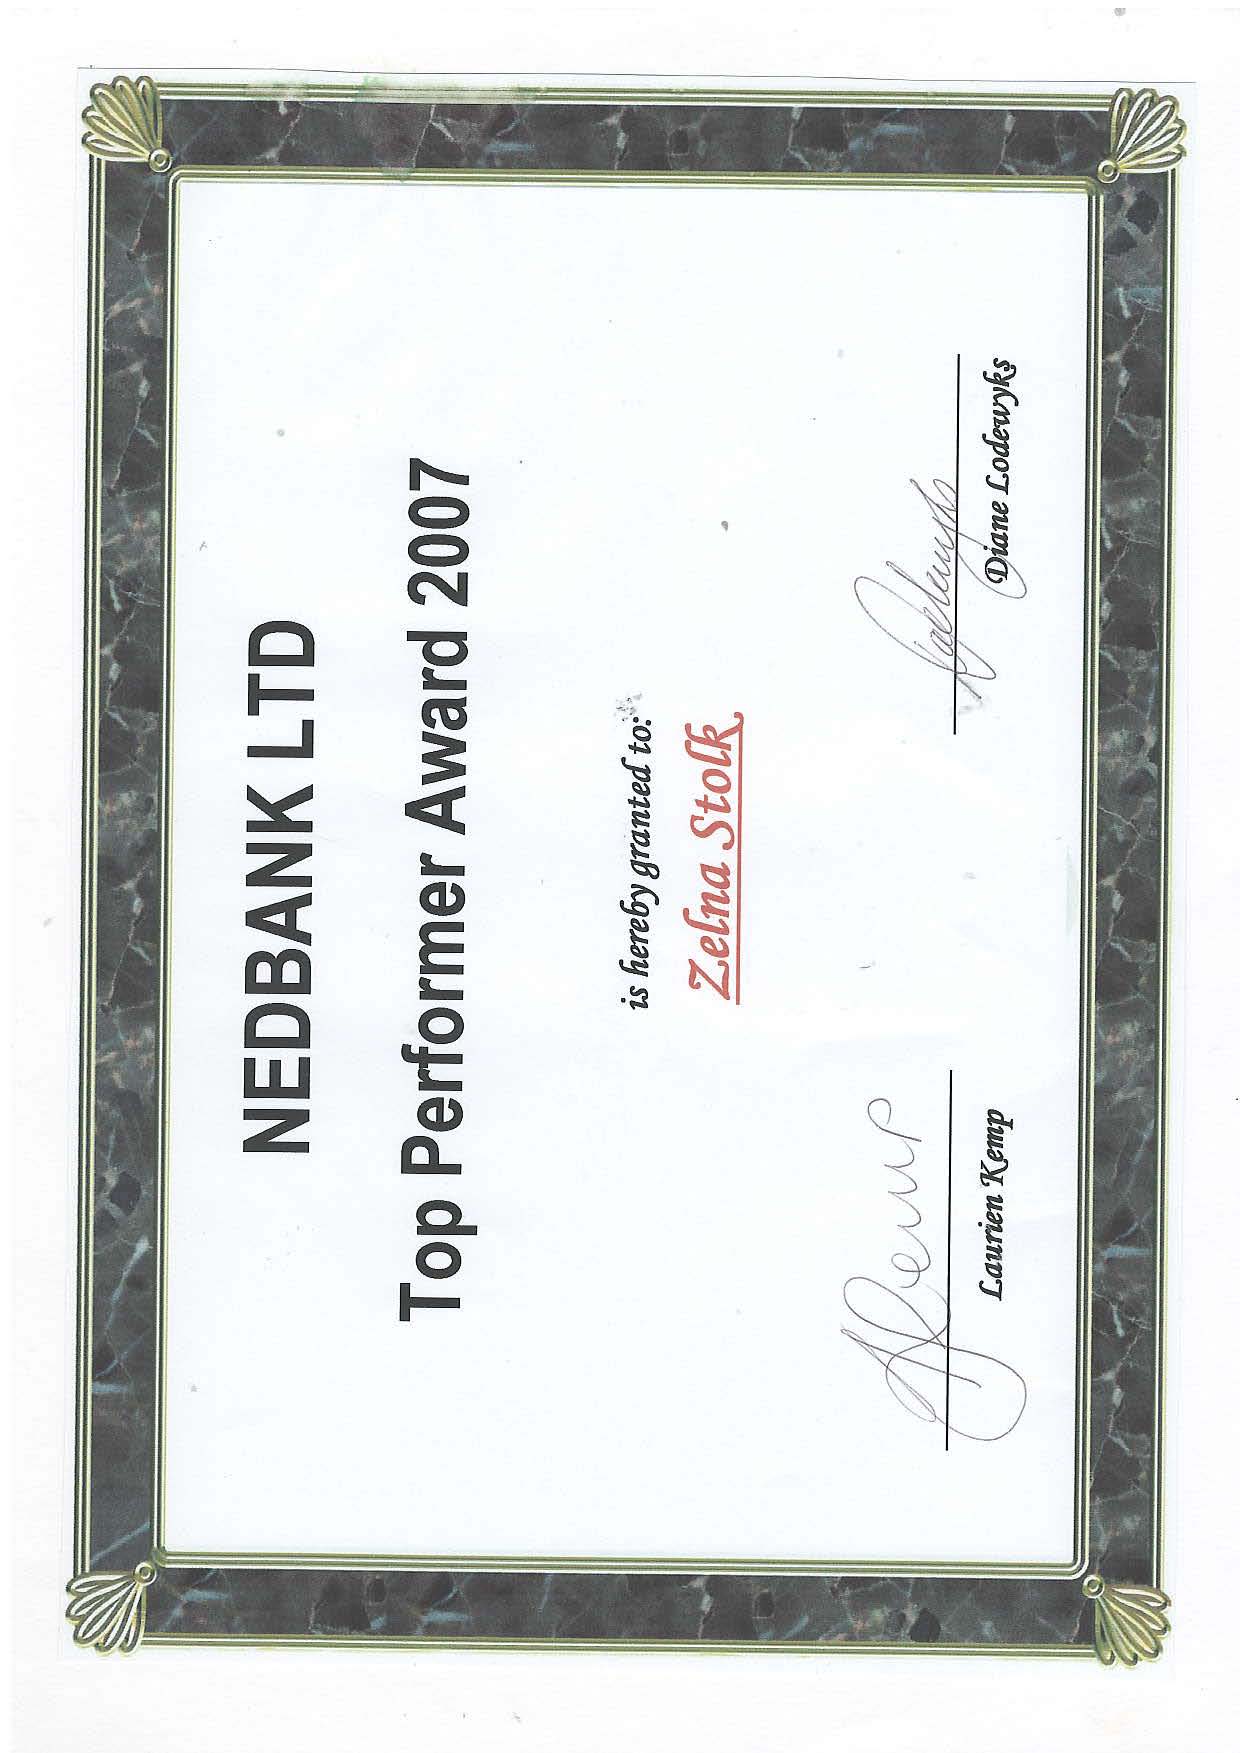 NEDBANK LTD
Top Performer Award 2007
is hereby granted to:
Zelna Stolk
Laurien Kemp
Diane Lodewyks